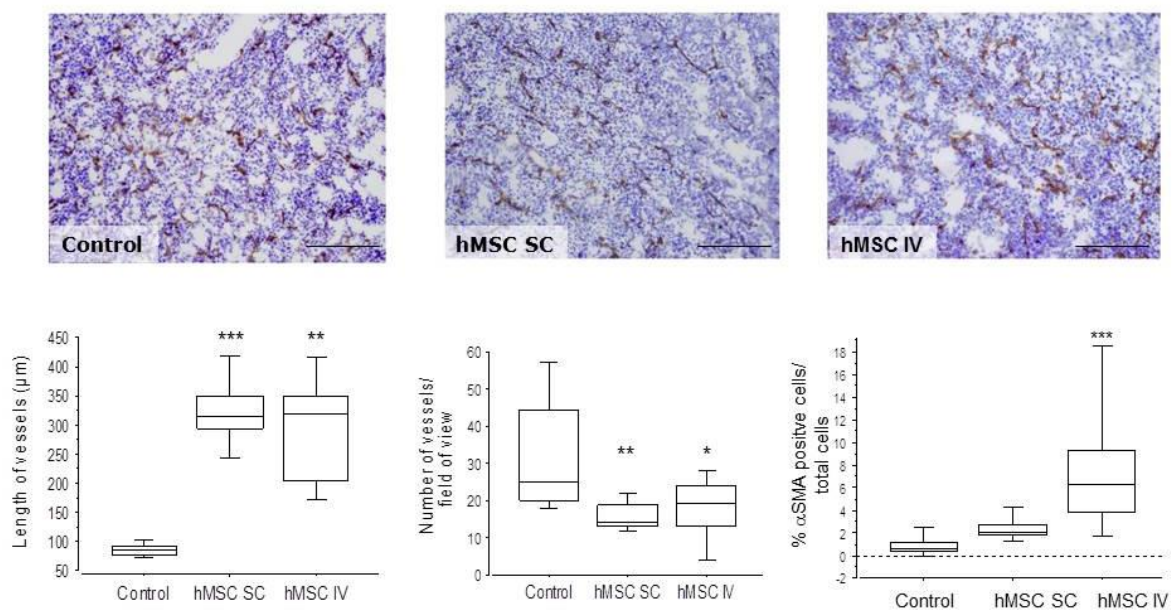 Control
hMSC SC
hMSC IV
Length of vessels (µm)
450
400
350
300
250
200
150
100
50
***
**
Control
hMSC SC
hMSC IV
Number of vessels/
field of view
60
50
40
30
20
10
0
**
*
Control
hMSC SC
hMSC IV
% αSMA positve cells/
total cells
18
16
14
12
10
8
6
4
2
0
-2
***
Control
hMSC SC
hMSC IV